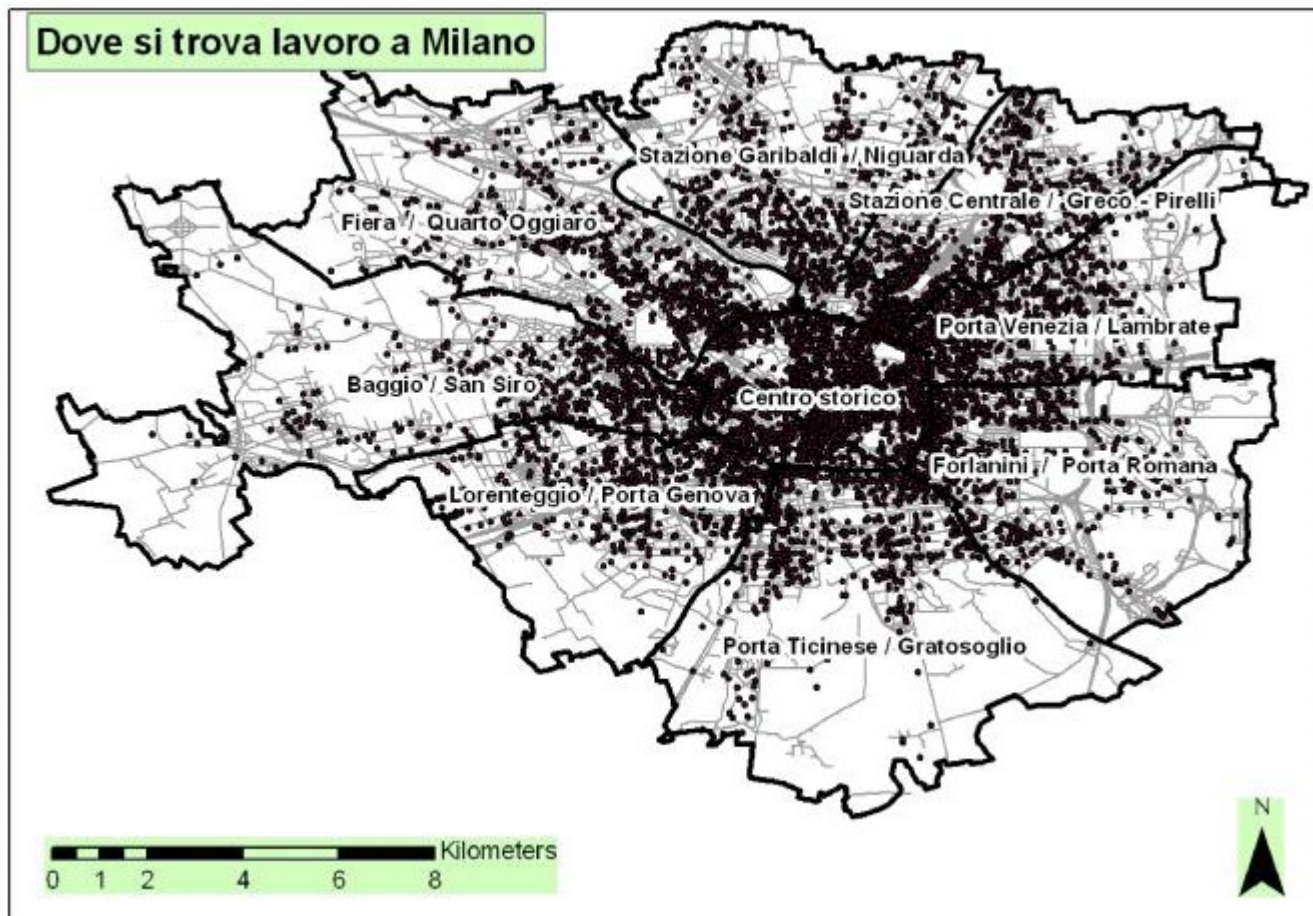 Dove si trova lavoro a Milano
Stazione Garibaldi / Niguarda
Stazione Centrale / Greco - Pirelli
Fiera / Quarto Oggiaro
Porta Venezia / Lambrate
Baggio / San Siro
Centro storico
Forlanini / Porta Romana
Lorenteggio / Porta Genova
Porta Ticinese / Gratosoglio
N
Kilometers
0 1 2 4 6 8